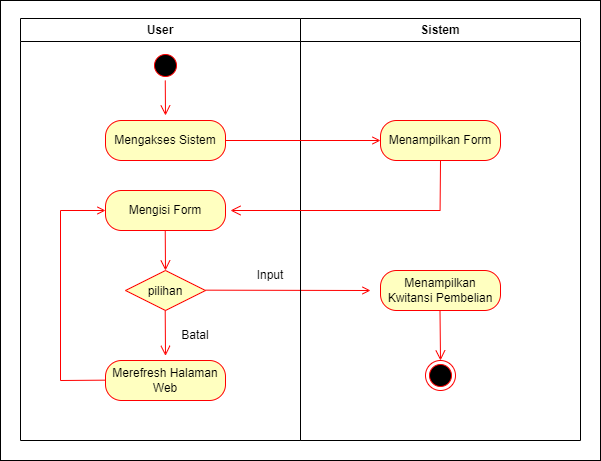 User
Sistem
Mengakses Sistem
Menampilkan Form
Mengisi Form
pilihan
Input
Menampilkan
Kwitansi Pembelian
Batal
Merefresh Halaman
Web